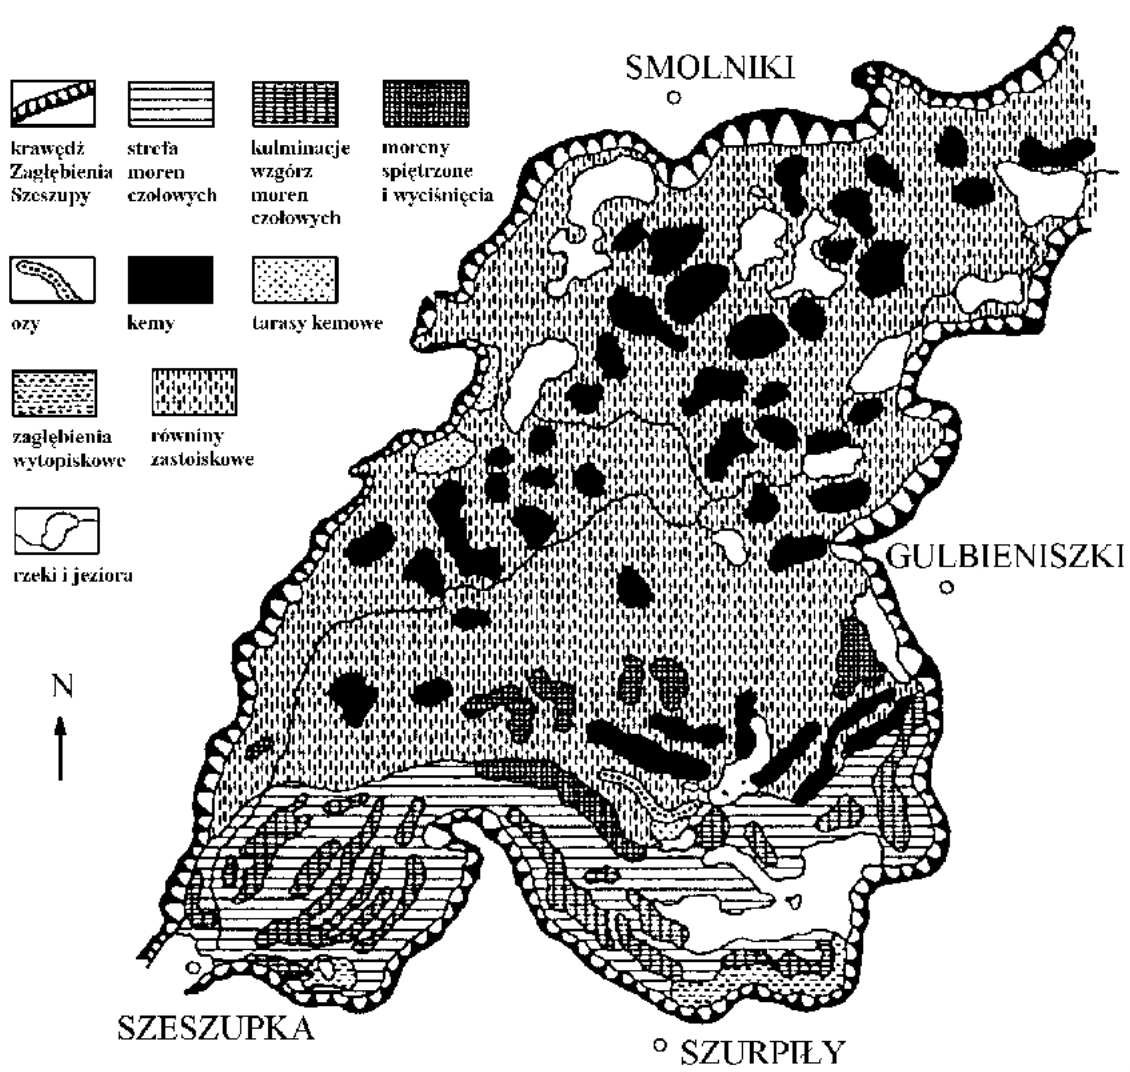 SMOLNIKI
krawędź
Zagłębienia
Szeszupy
strefa
moren
czołowych
kulminacje
wzgórz
moren
czołowych
moreny
spiętrzone
i wyciśnięcia
ozy
kemy
tarasy kemowe
zagłębienia
wytopiskowe
równiny
zastoiskowe
rzeki i jeziora
GULBIENISZKI
N
SZESZUPKA
SZURPIŁY